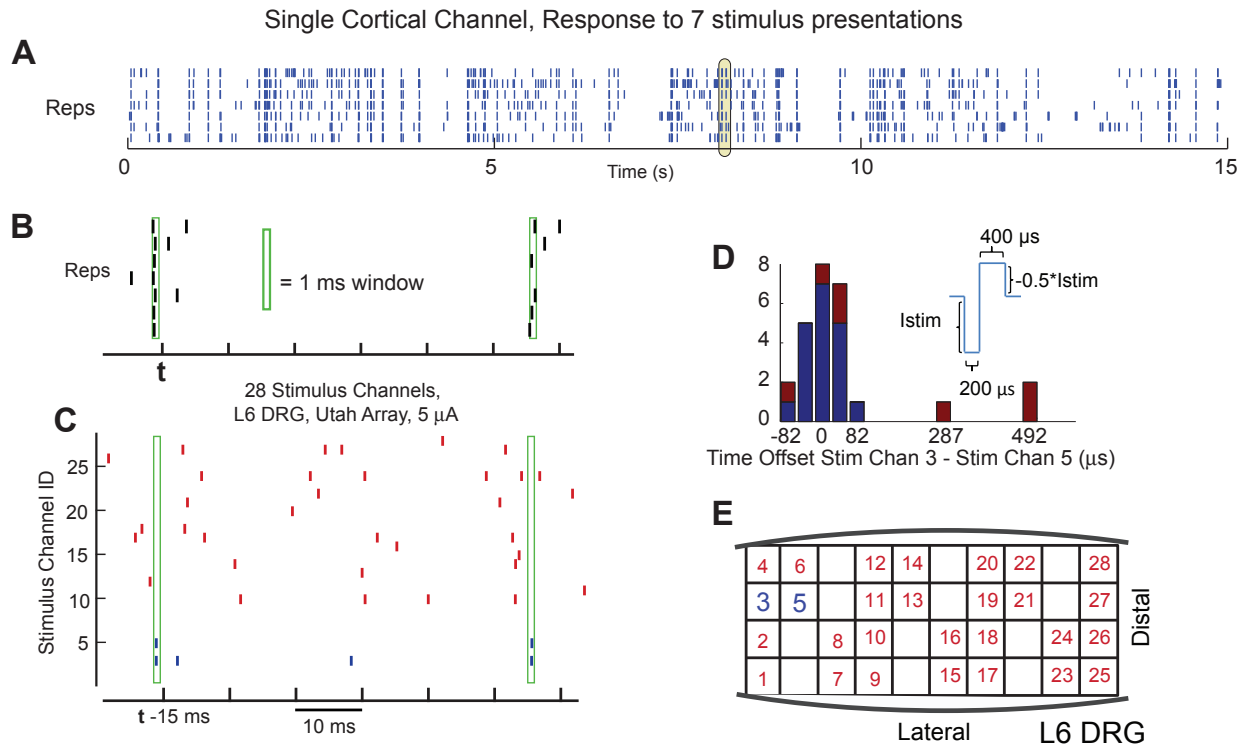 Single Cortical Channel, Response to 7 stimulus presentations
A
Reps
0
5
10
15
Time (s)
B
Reps
= 1 ms window
t
28 Stimulus Channels,
L6 DRG, Utah Array, 5 µA
C
Stimulus Channel ID
25
20
15
10
5
t -15 ms
10 ms
D
8
6
4
2
0
-82 0 82 287 492
Time Offset Stim Chan 3 - Stim Chan 5 (µs)
400 µs
-0.5*Istim
Istim
200 µs
E
4 6 12 14 20 22 28
3 5 11 13 19 21 27
2 8 10 16 18 24 26
1 7 9 15 17 23 25
Distal
Lateral
L6 DRG